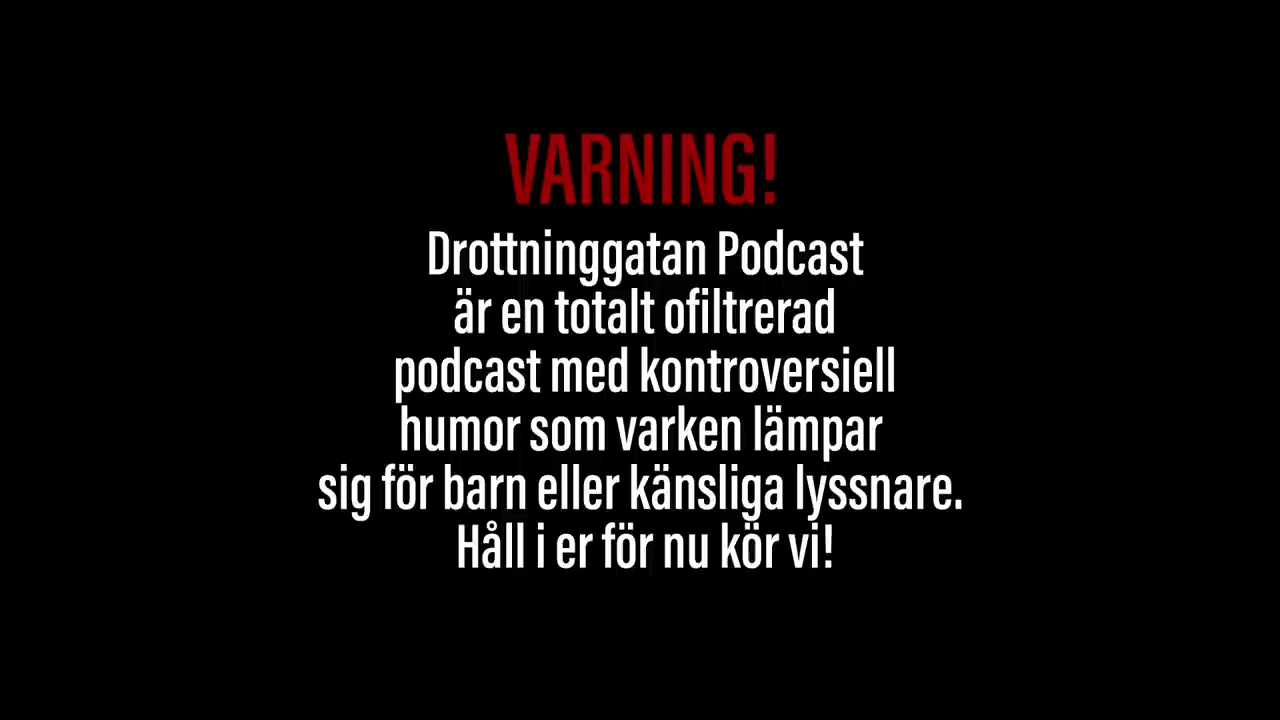 VARNING!
Drottninggatan Podcast
är en totalt ofiltrerad
podcast med kontroversiell
humor som varken lämpar
sig för barn eller känsliga lyssnare.
Håll i er för nu kör vi!